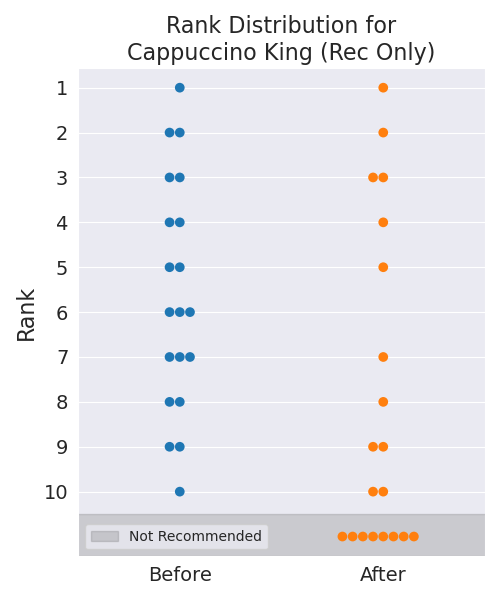 Rank Distribution for
Cappuccino King (Rec Only)
1
2
3
4
5
6
7
8
9
10
Rank
Not Recommended
Before
After